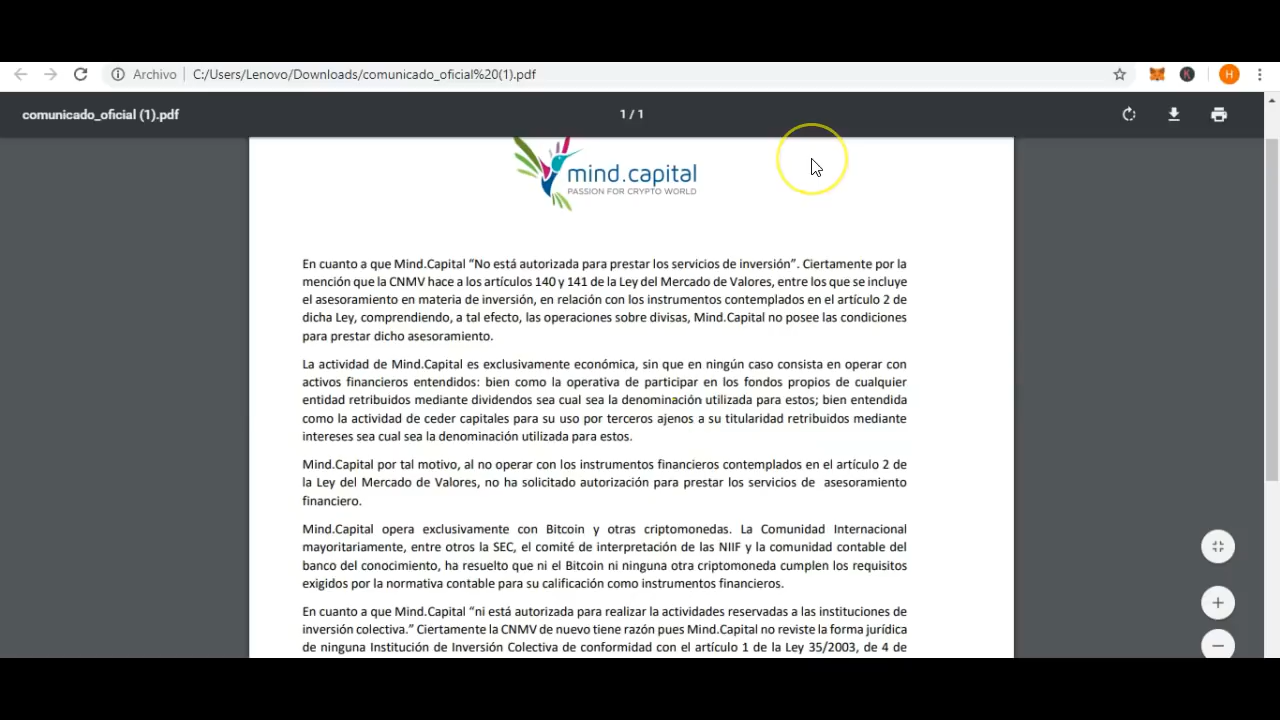 Archivo C:/Users/Lenovo/Downloads/comunicado_oficial%20(1).pdf
H
comunicado_oficial (1).pdf
1 / 1
mind.capital
PASSION FOR CRYPTO WORLD
En cuanto a que Mind.Capital “No está autorizada para prestar los servicios de inversión”. Ciertamente por la
mención que la CNMV hace a los artículos 140 y 141 de la Ley del Mercado de Valores, entre los que se incluye
el asesoramiento en materia de inversión, en relación con los instrumentos contemplados en el artículo 2 de
dicha Ley, comprendiendo, a tal efecto, las operaciones sobre divisas, Mind.Capital no posee las condiciones
para prestar dicho asesoramiento.
La actividad de Mind.Capital es exclusivamente económica, sin que en ningún caso consista en operar con
activos financieros entendidos: bien como la operativa de participar en los fondos propios de cualquier
entidad retribuidos mediante dividendos sea cual sea la denominación utilizada para estos; bien entendida
como la actividad de ceder capitales para su uso por terceros ajenos a su titularidad retribuidos mediante
intereses sea cual sea la denominación utilizada para estos.
Mind.Capital por tal motivo, al no operar con los instrumentos financieros contemplados en el artículo 2 de
la Ley del Mercado de Valores, no ha solicitado autorización para prestar los servicios de asesoramiento
financiero.
Mind.Capital opera exclusivamente con Bitcoin y otras criptomonedas. La Comunidad Internacional
mayoritariamente, entre otros la SEC, el comité de interpretación de las NIIF y la comunidad contable del
banco del conocimiento, ha resuelto que ni el Bitcoin ni ninguna otra criptomoneda cumplen los requisitos
exigidos por la normativa contable para su calificación como instrumentos financieros.
En cuanto a que Mind.Capital “ni está autorizada para realizar la actividades reservadas a las instituciones de
inversión colectiva.” Ciertamente la CNMV de nuevo tiene razón pues Mind.Capital no reviste la forma jurídica
de ninguna Institución de Inversión Colectiva de conformidad con el artículo 1 de la Ley 35/2003, de 4 de